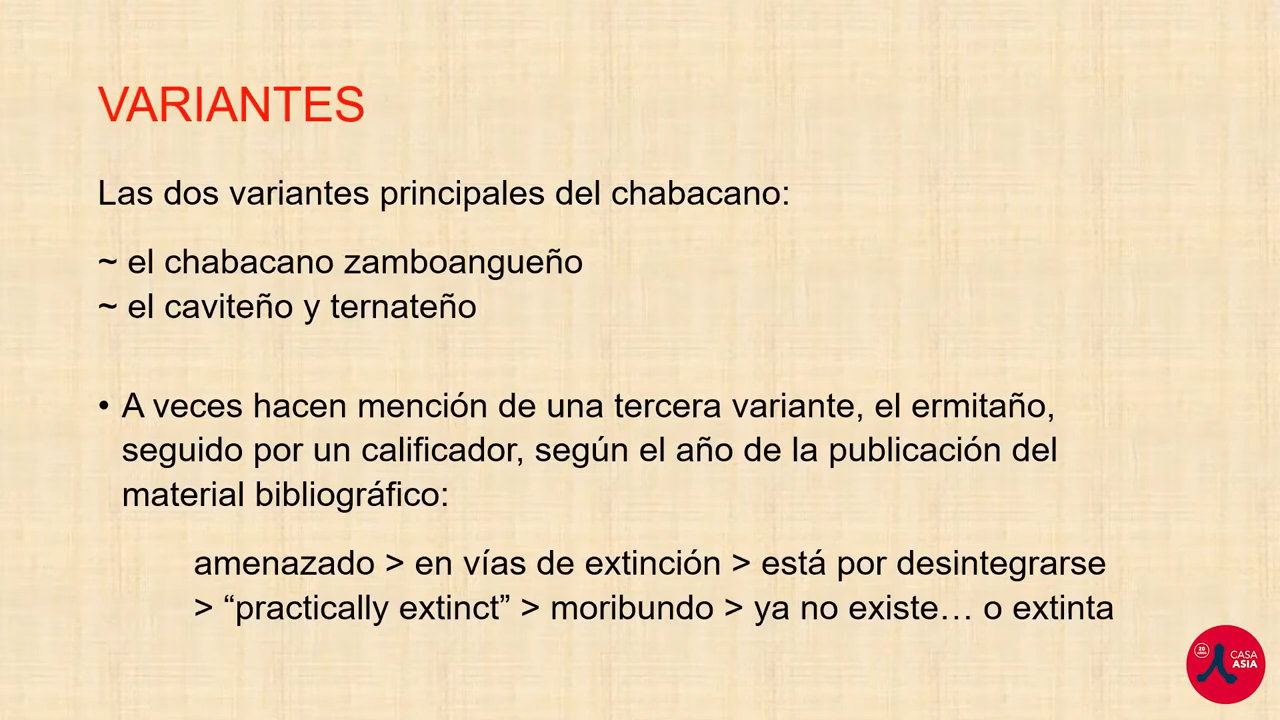 VARIANTES
Las dos variantes principales del chabacano:
~ el chabacano zamboangueño
~ el caviteño y ternateño
• A veces hacen mención de una tercera variante, el ermitaño,
seguido por un calificador, según el año de la publicación del
material bibliográfico:
amenazado > en vías de extinción > está por desintegrarse
> “practically extinct” > moribundo > ya no existe… o extinta
20
años
CASA
ASIA